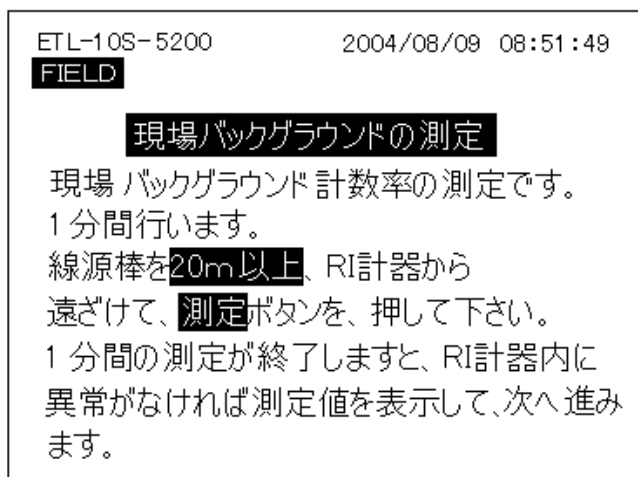 ETL-10S-5200 2004/08/09 08:51:49
FIELD
現場バックグラウンドの測定
現場 バックグラウンド 計数率の測定です。
1 分間行います。
線源棒を20m以上、RI計器から
遠ざけて、測定ボタンを、押して下さい。
1 分間の測定が終了しますと、RI計器内に
異常がなければ測定値を表示して、次へ進み
ます。